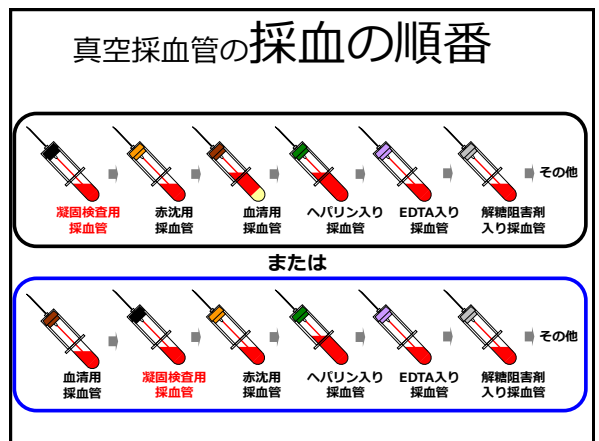 真空採血管の採血の順番
凝固検査用 赤沈用 血清用 ヘパリン入り EDTA入り 解糖阻害剤 その他
採血管 採血管 採血管 採血管 採血管 入り採血管
または
血清用 凝固検査用 赤沈用 ヘパリン入り EDTA入り 解糖阻害剤 その他
採血管 採血管 採血管 採血管 採血管 入り採血管